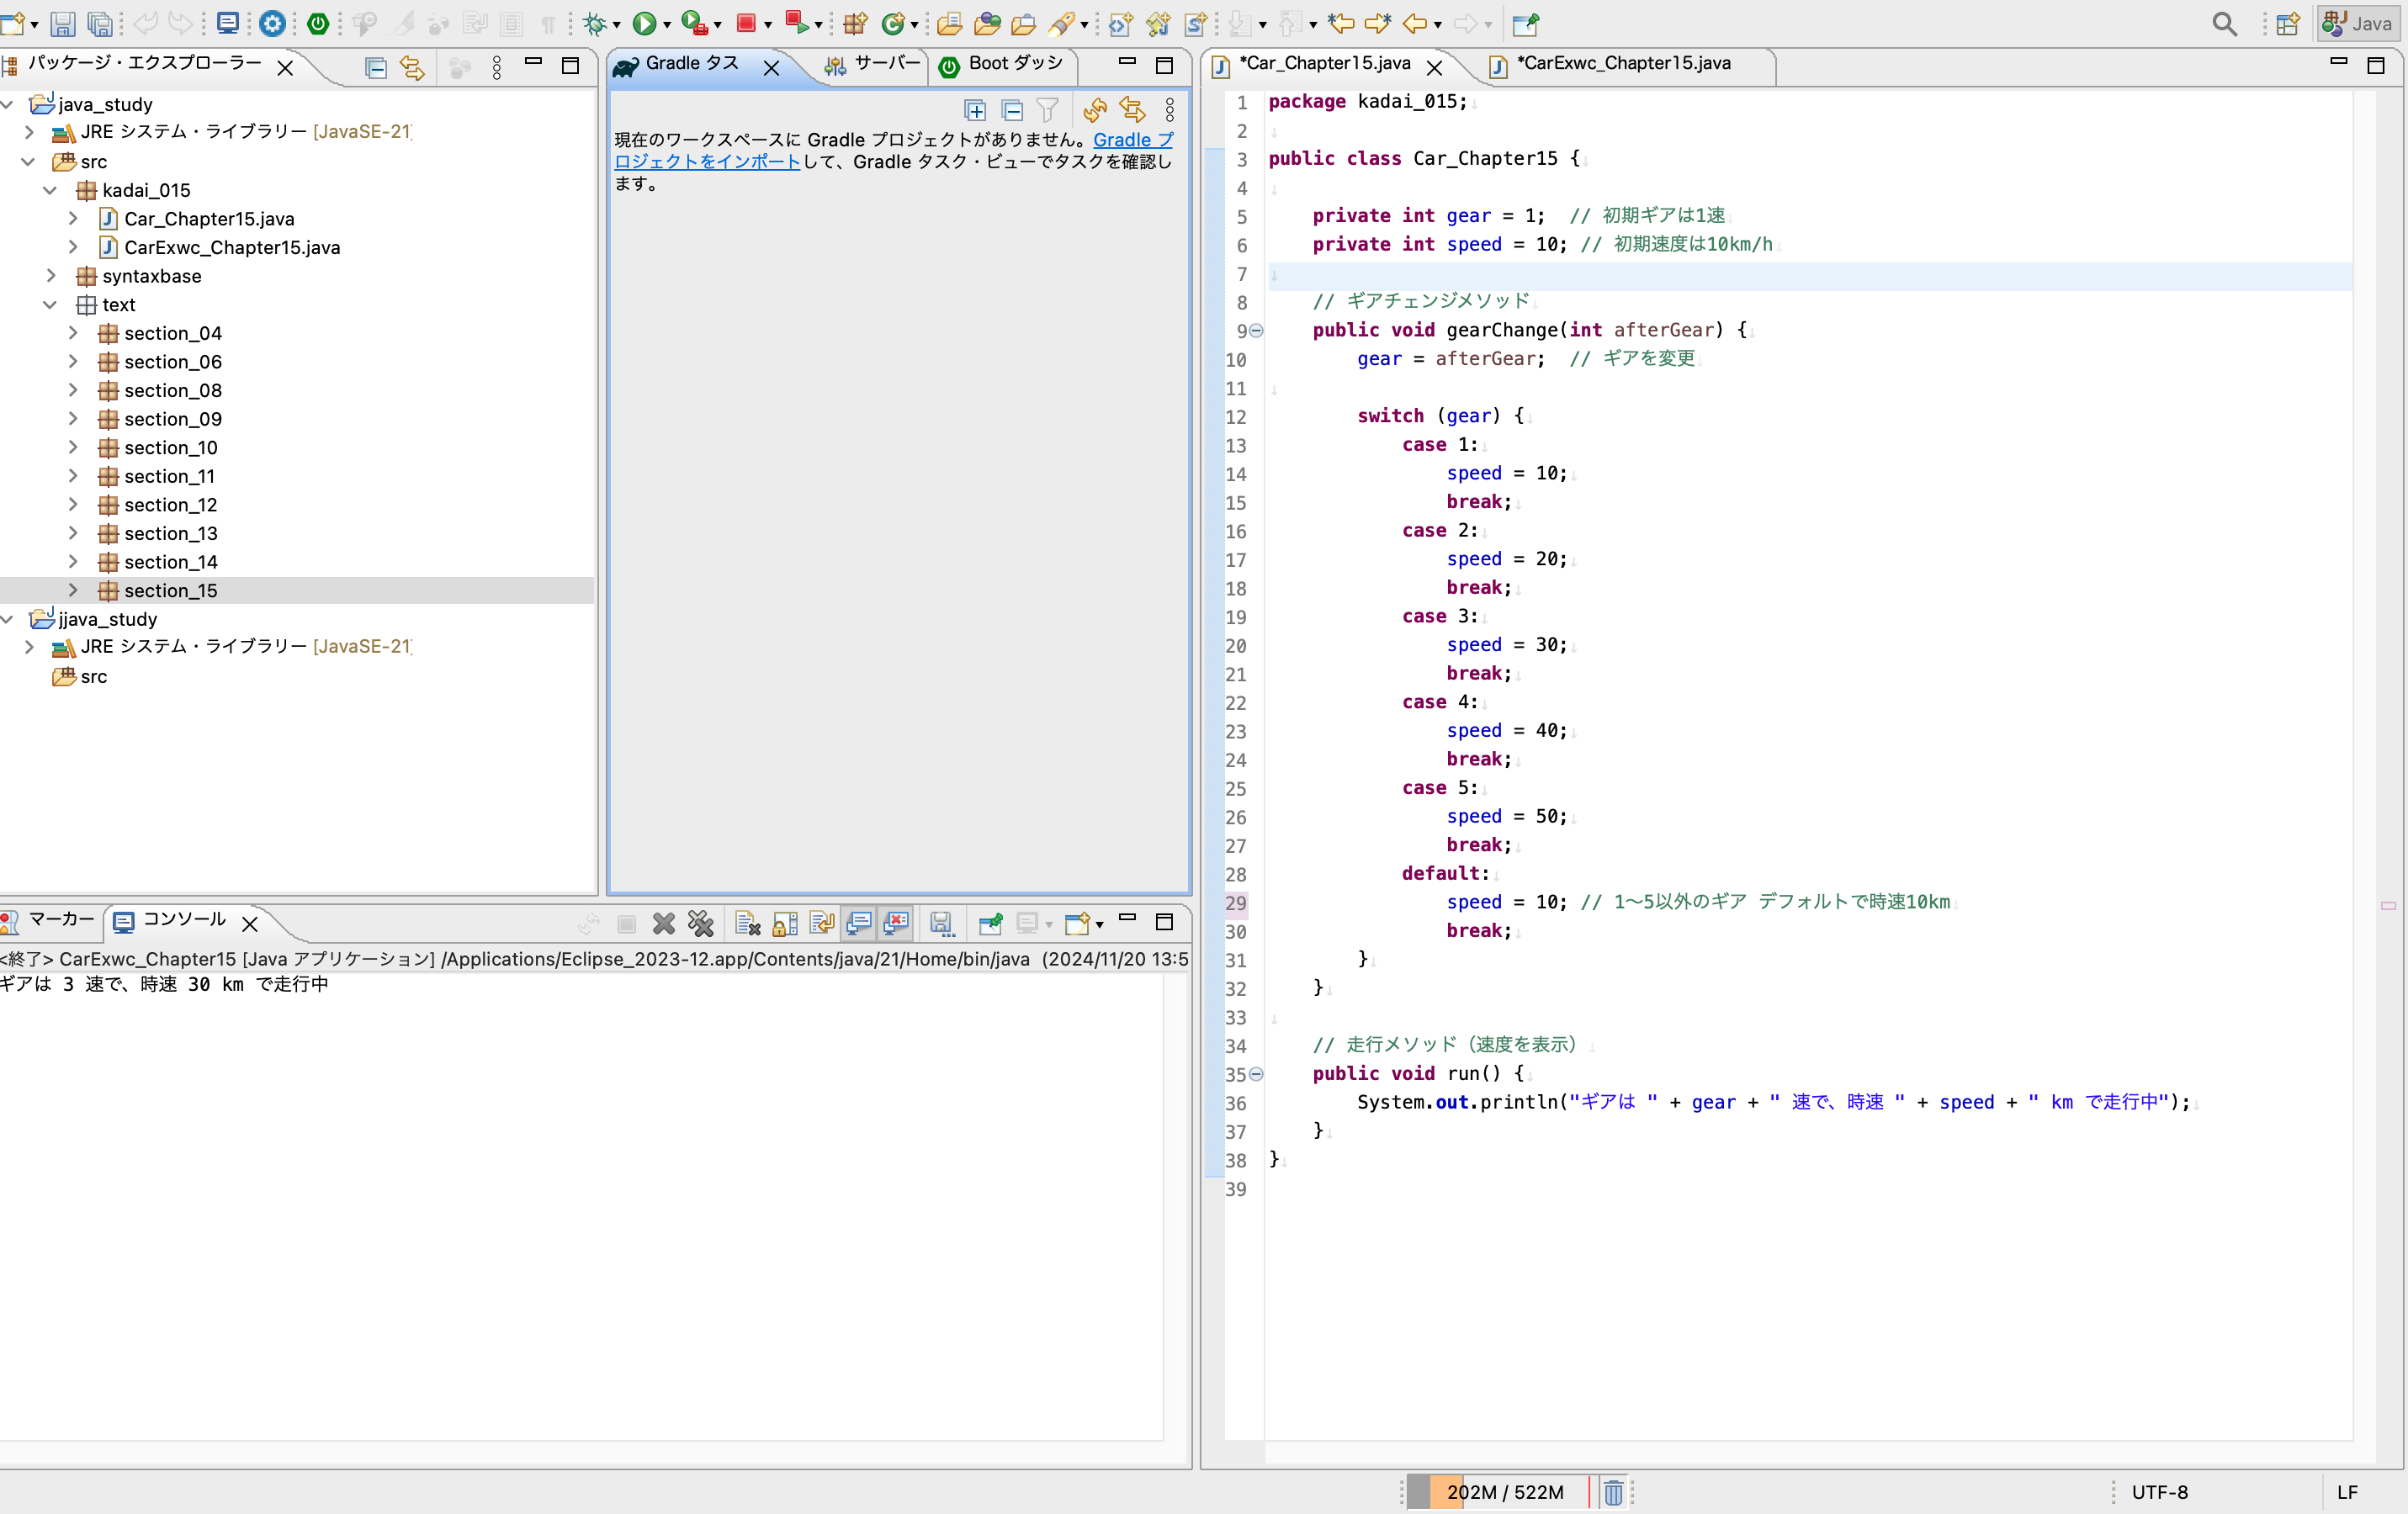 Java
パッケージ・エクスプローラー
java_study
JRE システム・ライブラリー [JavaSE-21]
src
kadai_015
Car_Chapter15.java
CarExwc_Chapter15.java
syntaxbase
text
section_04
section_06
section_08
section_09
section_10
section_11
section_12
section_13
section_14
section_15
jjava_study
JRE システム・ライブラリー [JavaSE-21]
src
Gradle タス
サーバー
Boot ダッシ
現在のワークスペースに Gradle プロジェクトがありません。Gradle プ
ロジェクトをインポートして、Gradle タスク・ビューでタスクを確認し
ます。
マーカー
コンソール
<終了> CarExwc_Chapter15 [Java アプリケーション] /Applications/Eclipse_2023-12.app/Contents/java/21/Home/bin/java (2024/11/20 13:5
ギアは 3 速で、時速 30 km で走行中
*Car_Chapter15.java
*CarExwc_Chapter15.java
1 package kadai_015;
2
3 public class Car_Chapter15 {
4
5 private int gear = 1; // 初期ギアは1速
6 private int speed = 10; // 初期速度は10km/h
7
8 // ギアチェンジメソッド
9 public void gearChange(int afterGear) {
10 gear = afterGear; // ギアを変更
11
12 switch (gear) {
13 case 1:
14 speed = 10;
15 break;
16 case 2:
17 speed = 20;
18 break;
19 case 3:
20 speed = 30;
21 break;
22 case 4:
23 speed = 40;
24 break;
25 case 5:
26 speed = 50;
27 break;
28 default:
29 speed = 10; // 1〜5以外のギア デフォルトで時速10km
30 break;
31 }
32 }
33
34 // 走行メソッド（速度を表示）
35 public void run() {
36 System.out.println("ギアは " + gear + " 速で、時速 " + speed + " km で走行中");
37 }
38 }
39
202M / 522M
UTF-8
LF